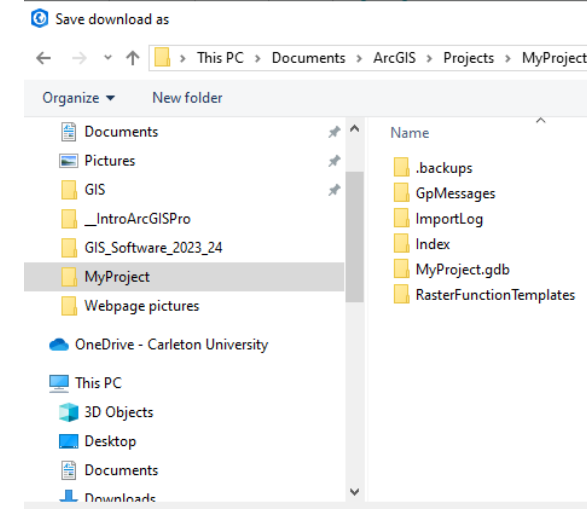 Save download as
This PC > Documents > ArcGIS > Projects > MyProject
Organize New folder
Documents
Pictures
GIS
__IntroArcGISPro
GIS_Software_2023_24
MyProject
Webpage pictures
OneDrive - Carleton University
This PC
3D Objects
Desktop
Documents
Downloads
Name
.backups
GpMessages
ImportLog
Index
MyProject.gdb
RasterFunctionTemplates